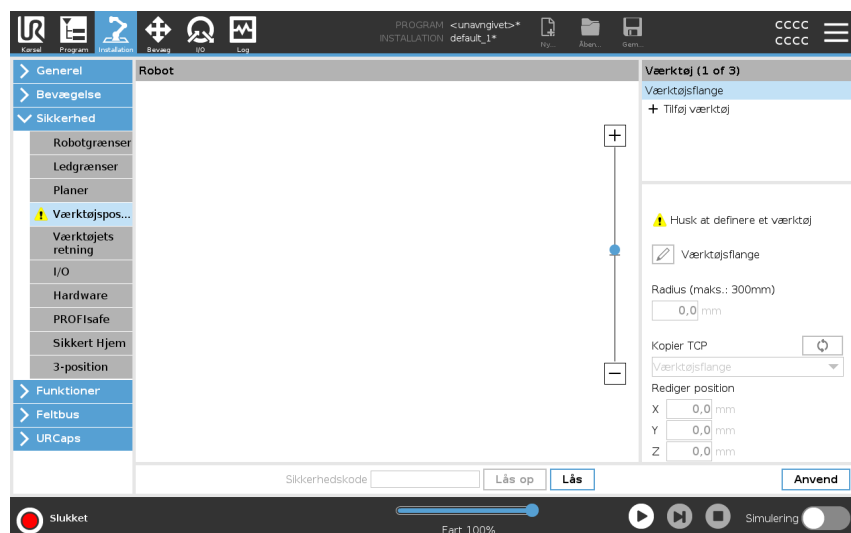 PROGRAM <unavngivet>*
INSTALLATION default_1*
Kørsel Program Installation Bevæg I/O Log
Ny... Åben... Gem...
CCCC
CCCC
Generel
Bevægelse
Sikkerhed
Robotgrænser
Ledgrænser
Planer
Værktøjspos...
Værktøjets
retning
I/O
Hardware
PROFIsafe
Sikkert Hjem
3-position
Funktioner
Feltbus
URCaps
Robot
Værktøj (1 of 3)
Værktøjsflange
+ Tilføj værktøj
Husk at definere et værktøj
Værktøjsflange
Radius (maks.: 300mm)
0,0 mm
Kopier TCP
Værktøjsflange
Rediger position
X 0,0 mm
Y 0,0 mm
Z 0,0 mm
Sikkerhedskode Lås op Lås Anvend
Slukket
Fart 100%
Simulering